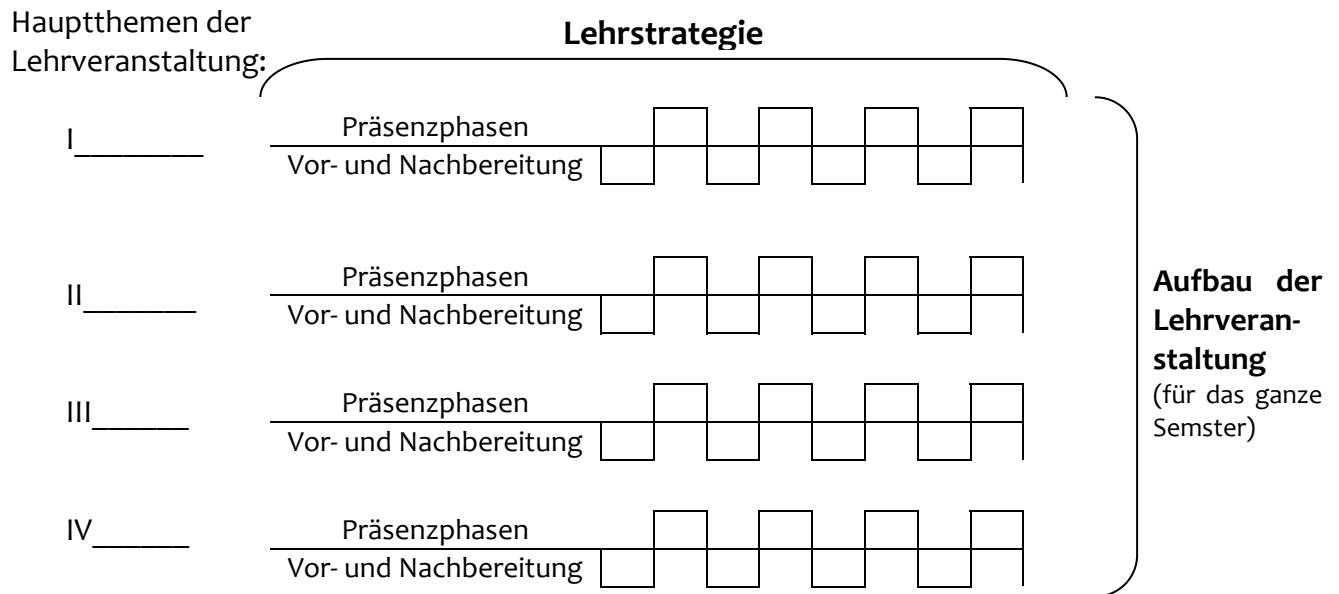 Hauptthemen der
Lehrveranstaltung:
Lehrstrategie
I_________
Präsenzphasen
Vor- und Nachbereitung
II________
Präsenzphasen
Vor- und Nachbereitung
III_______
Präsenzphasen
Vor- und Nachbereitung
IV_______
Präsenzphasen
Vor- und Nachbereitung
Aufbau der
Lehrveran-
staltung
(für das ganze
Semster)